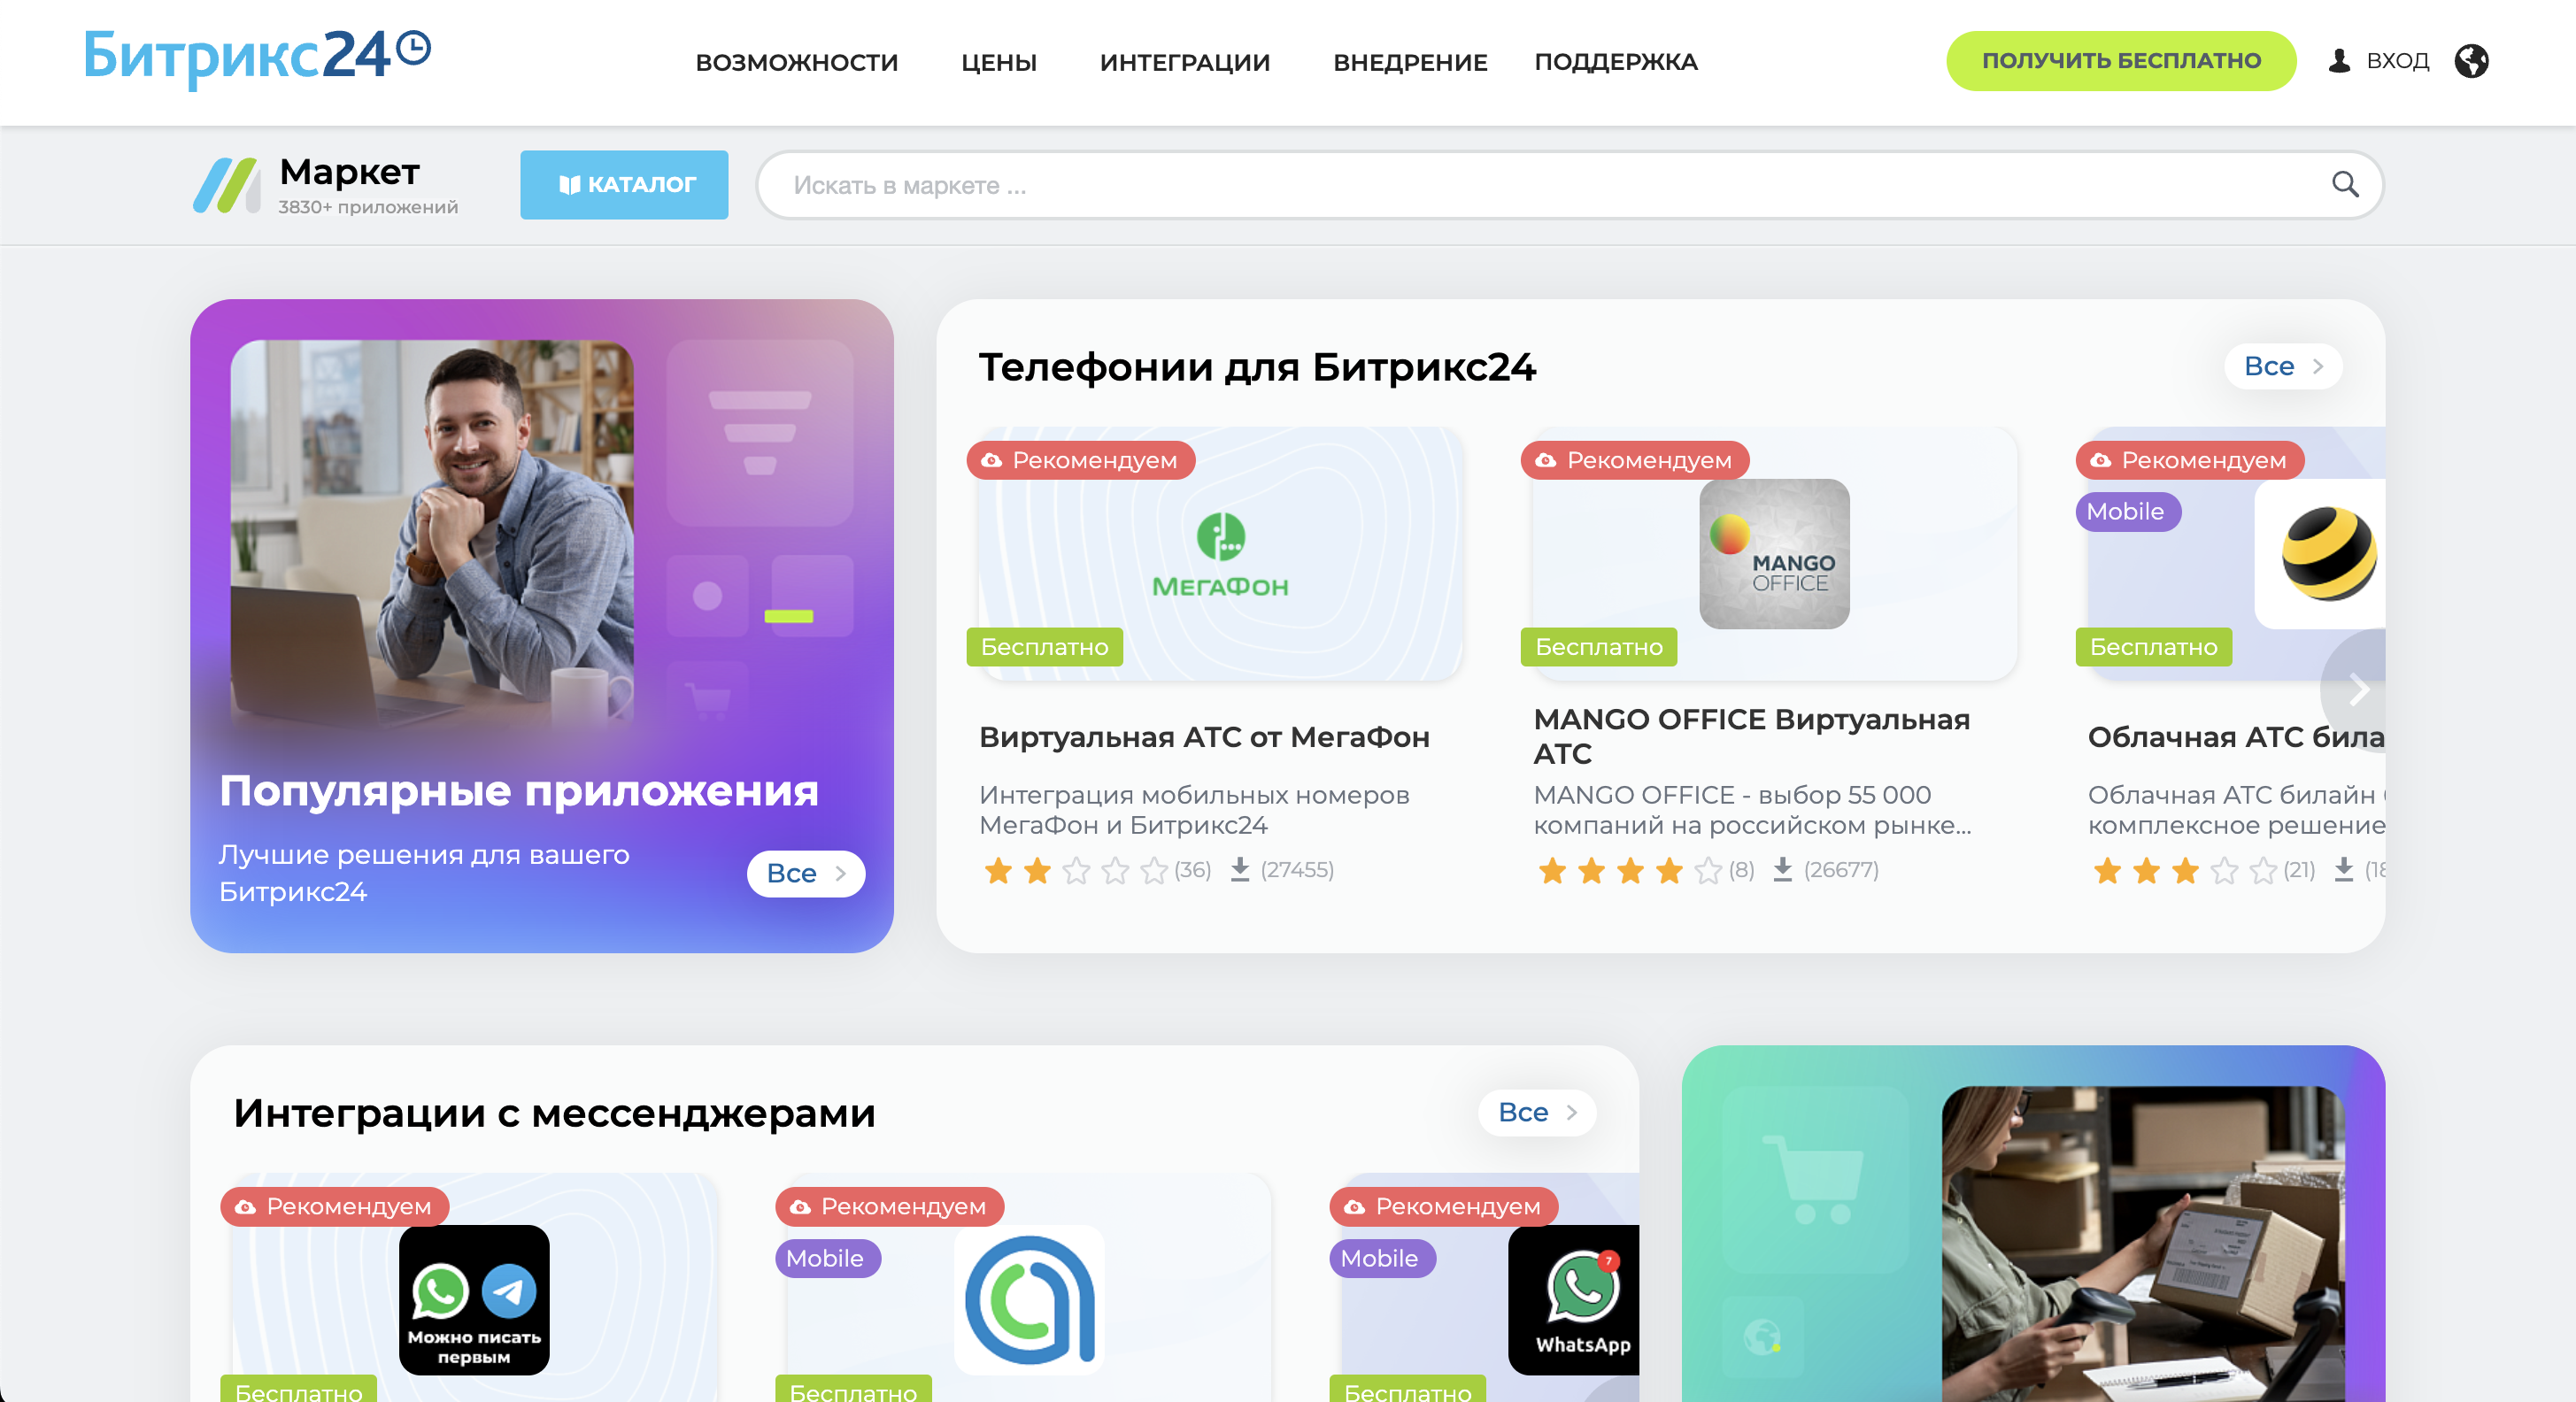 Битрикс24
ВОЗМОЖНОСТИ
ЦЕНЫ
ИНТЕГРАЦИИ
ВНЕДРЕНИЕ
ПОДДЕРЖКА
ПОЛУЧИТЬ БЕСПЛАТНО
ВХОД
Маркет
3830+ приложений
КАТАЛОГ
Искать в маркете ...
Популярные приложения
Лучшие решения для вашего
Битрикс24
Все
Телефонии для Битрикс24
Все
Рекомендуем
МЕГАФОН
Бесплатно
Виртуальная АТС от МегаФон
Интеграция мобильных номеров
МегаФон и Битрикс24
(36) (27455)
Рекомендуем
MANGO
OFFICE
Бесплатно
MANGO OFFICE Виртуальная
АТС
MANGO OFFICE - выбор 55 000
компаний на российском рынке...
(8) (26677)
Рекомендуем
Mobile
Бесплатно
Облачная АТС била
Облачная АТС билайн
комплексное решение
(21) (18
Интеграции с мессенджерами
Все
Рекомендуем
Можно писать
первым
Бесплатно
Рекомендуем
Mobile
Бесплатно
Рекомендуем
Mobile
7
WhatsApp
Бесплатно